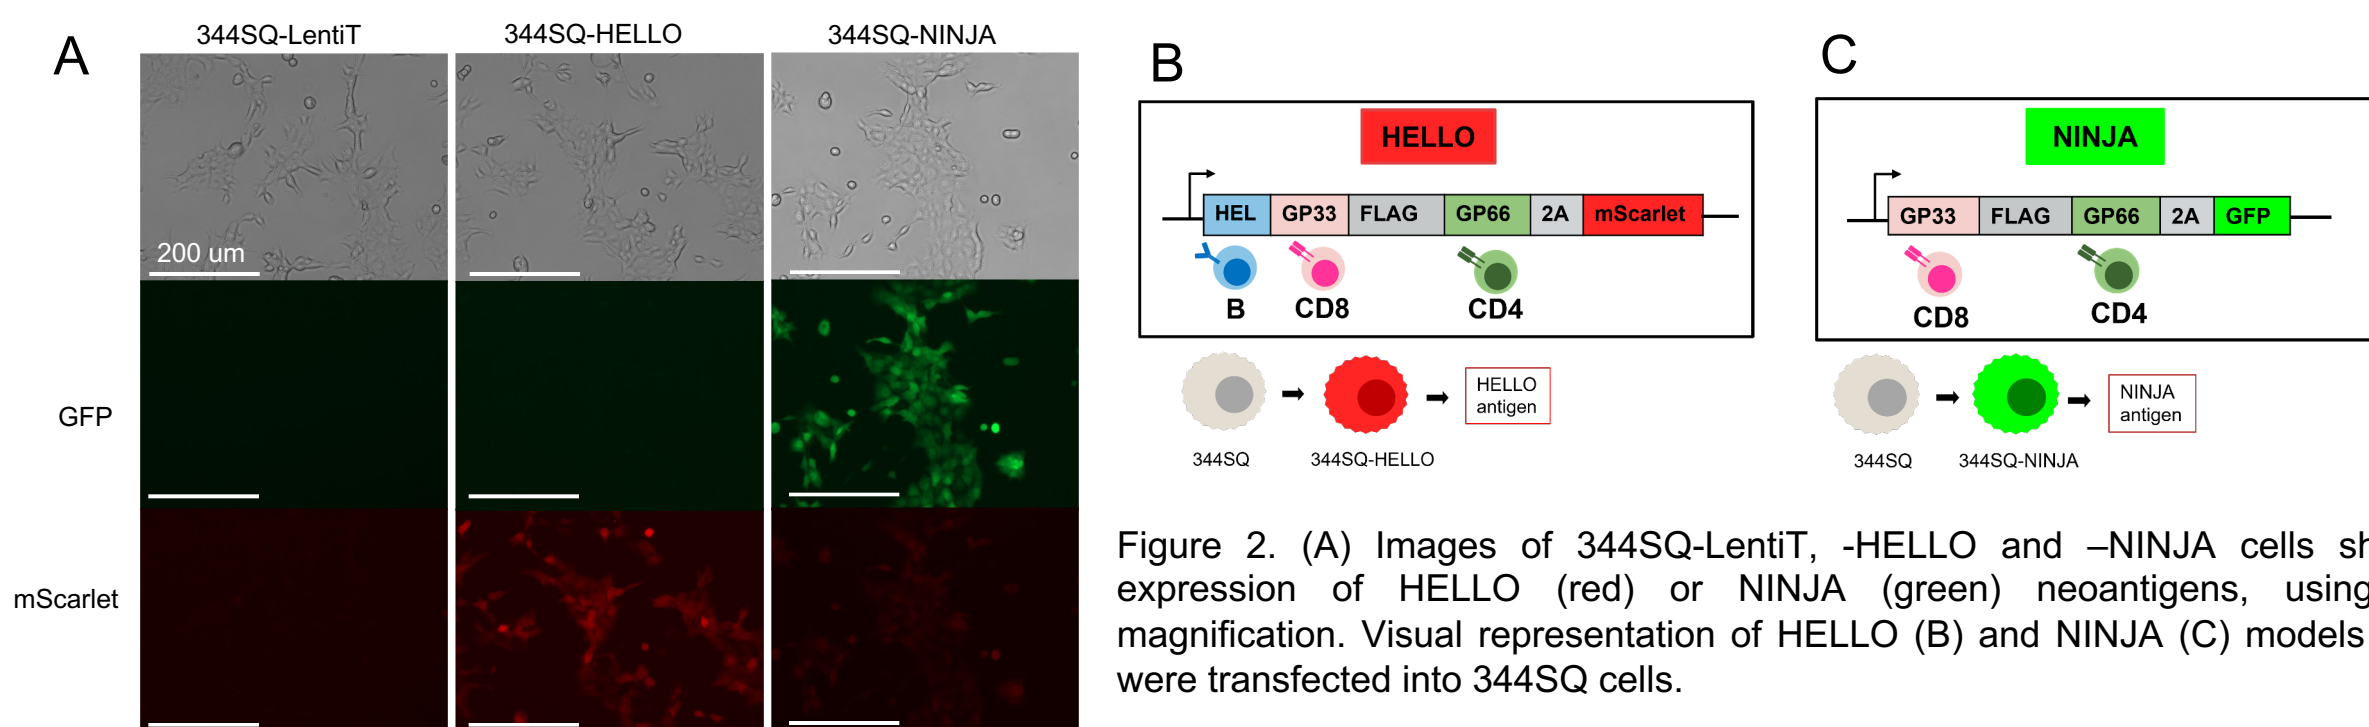 A
344SQ-LentiT
344SQ-HELLO
344SQ-NINJA
200 um
GFP
mScarlet
B
HELLO
HEL GP33 FLAG GP66 2A mScarlet
B
CD8
CD4
HELLO
antigen
344SQ
344SQ-HELLO
C
NINJA
GP33 FLAG GP66 2A GFP
CD8
CD4
NINJA
antigen
344SQ
344SQ-NINJA
Figure 2. (A) Images of 344SQ-LentiT, -HELLO and –NINJA cells
expression of HELLO (red) or NINJA (green) neoantigens, using
magnification. Visual representation of HELLO (B) and NINJA (C) models
were transfected into 344SQ cells.